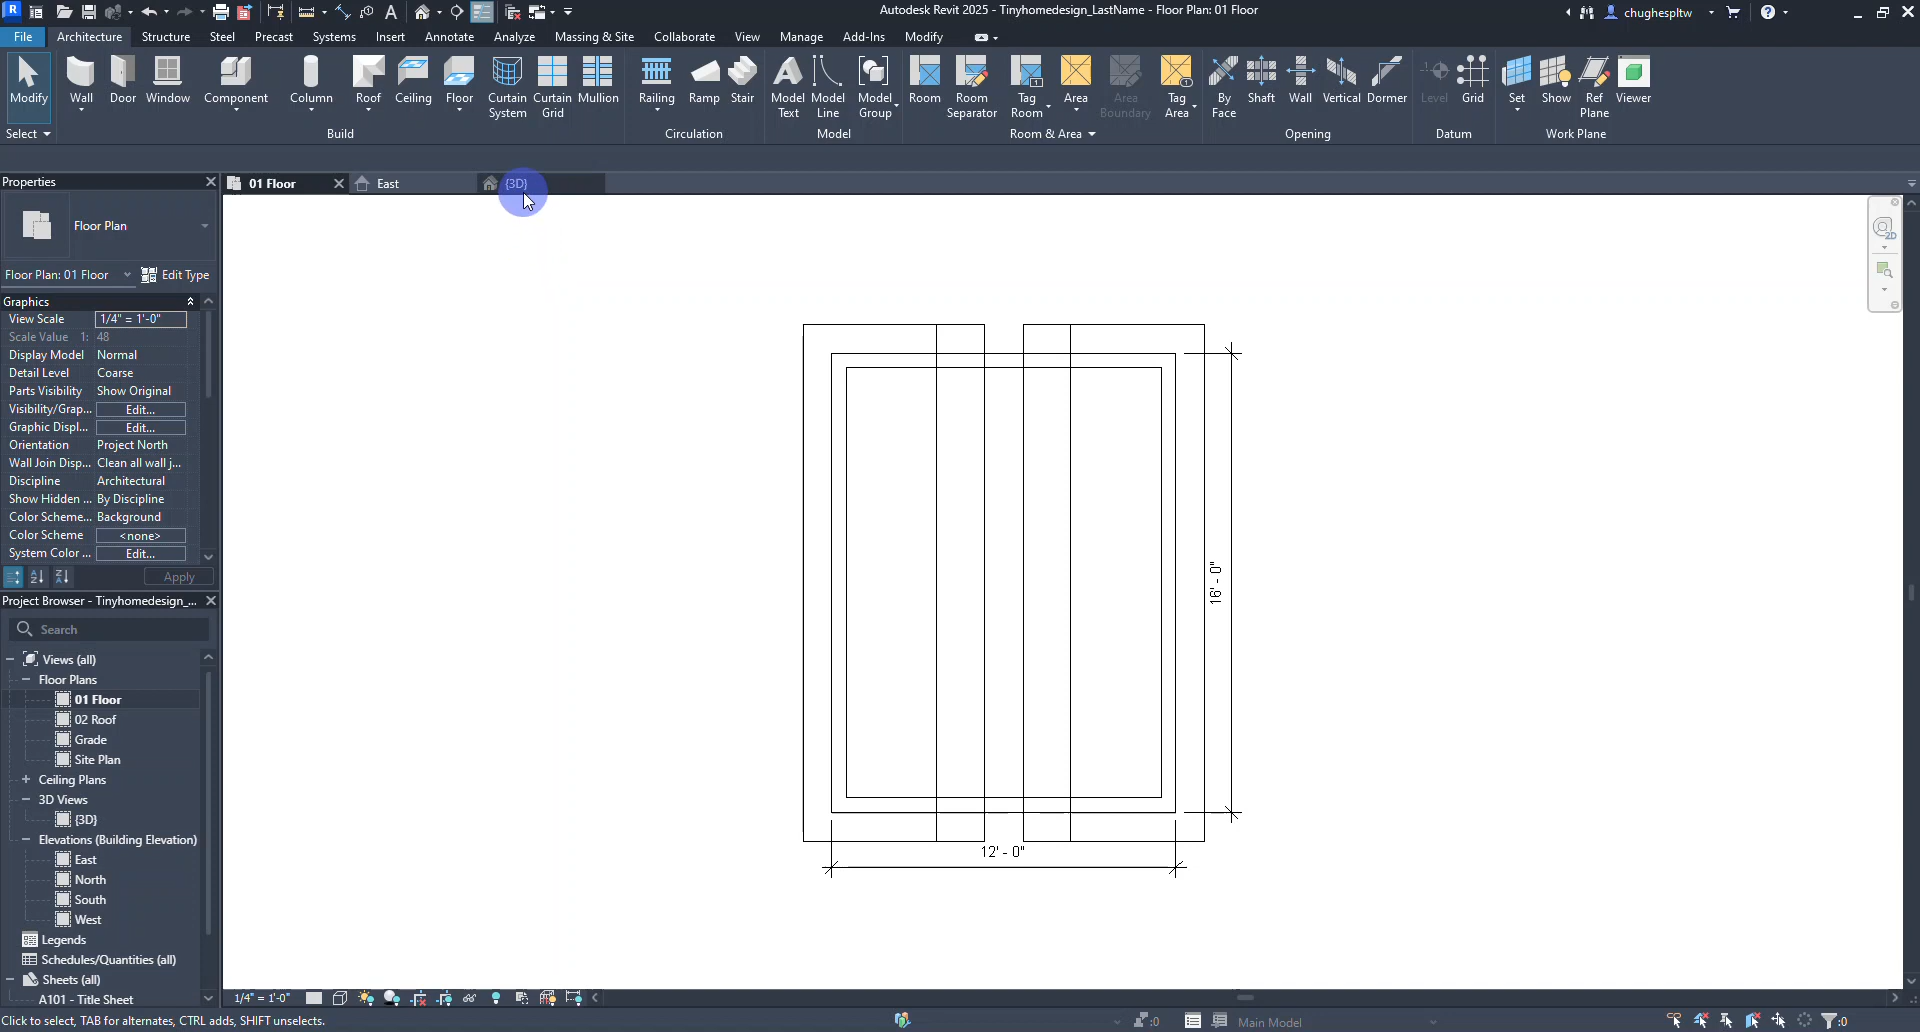 Autodesk Revit 2025 - Tinyhomedesign_LastName - Floor Plan: 01 Floor
chughespltw
File Architecture Structure Steel Precast Systems Insert Annotate Analyze Massing & Site Collaborate View Manage Add-Ins Modify
Modify Wall Door Window Component Column Roof Ceiling Floor Curtain System Curtain Grid Mullion Railing Ramp Stair Model Text Model Line Model Group Room Room Separator Tag Room Area Area Boundary Tag Area By Face Shaft Wall Vertical Dormer Level Grid Set Show Ref Plane Viewer
Select Build Circulation Model Room & Area Opening Datum Work Plane
Properties
01 Floor East {3D}
Floor Plan
Floor Plan: 01 Floor Edit Type
Graphics
View Scale 1/4" = 1'-0"
Scale Value 1: 48
Display Model Normal
Detail Level Coarse
Parts Visibility Show Original
Visibility/Grap... Edit...
Graphic Displ... Edit...
Orientation Project North
Wall Join Disp... Clean all wall j...
Discipline Architectural
Show Hidden ... By Discipline
Color Scheme... Background
Color Scheme <none>
System Color ... Edit...
Apply
Project Browser - Tinyhomedesign_...
Search
Views (all)
Floor Plans
01 Floor
02 Roof
Grade
Site Plan
Ceiling Plans
3D Views
{3D}
Elevations (Building Elevation)
East
North
South
West
Legends
Schedules/Quantities (all)
Sheets (all)
A101 - Title Sheet
16' - 0"
12' - 0"
2D
1/4" = 1'-0"
Click to select, TAB for alternates, CTRL adds, SHIFT unselects.
:0
Main Model
:0